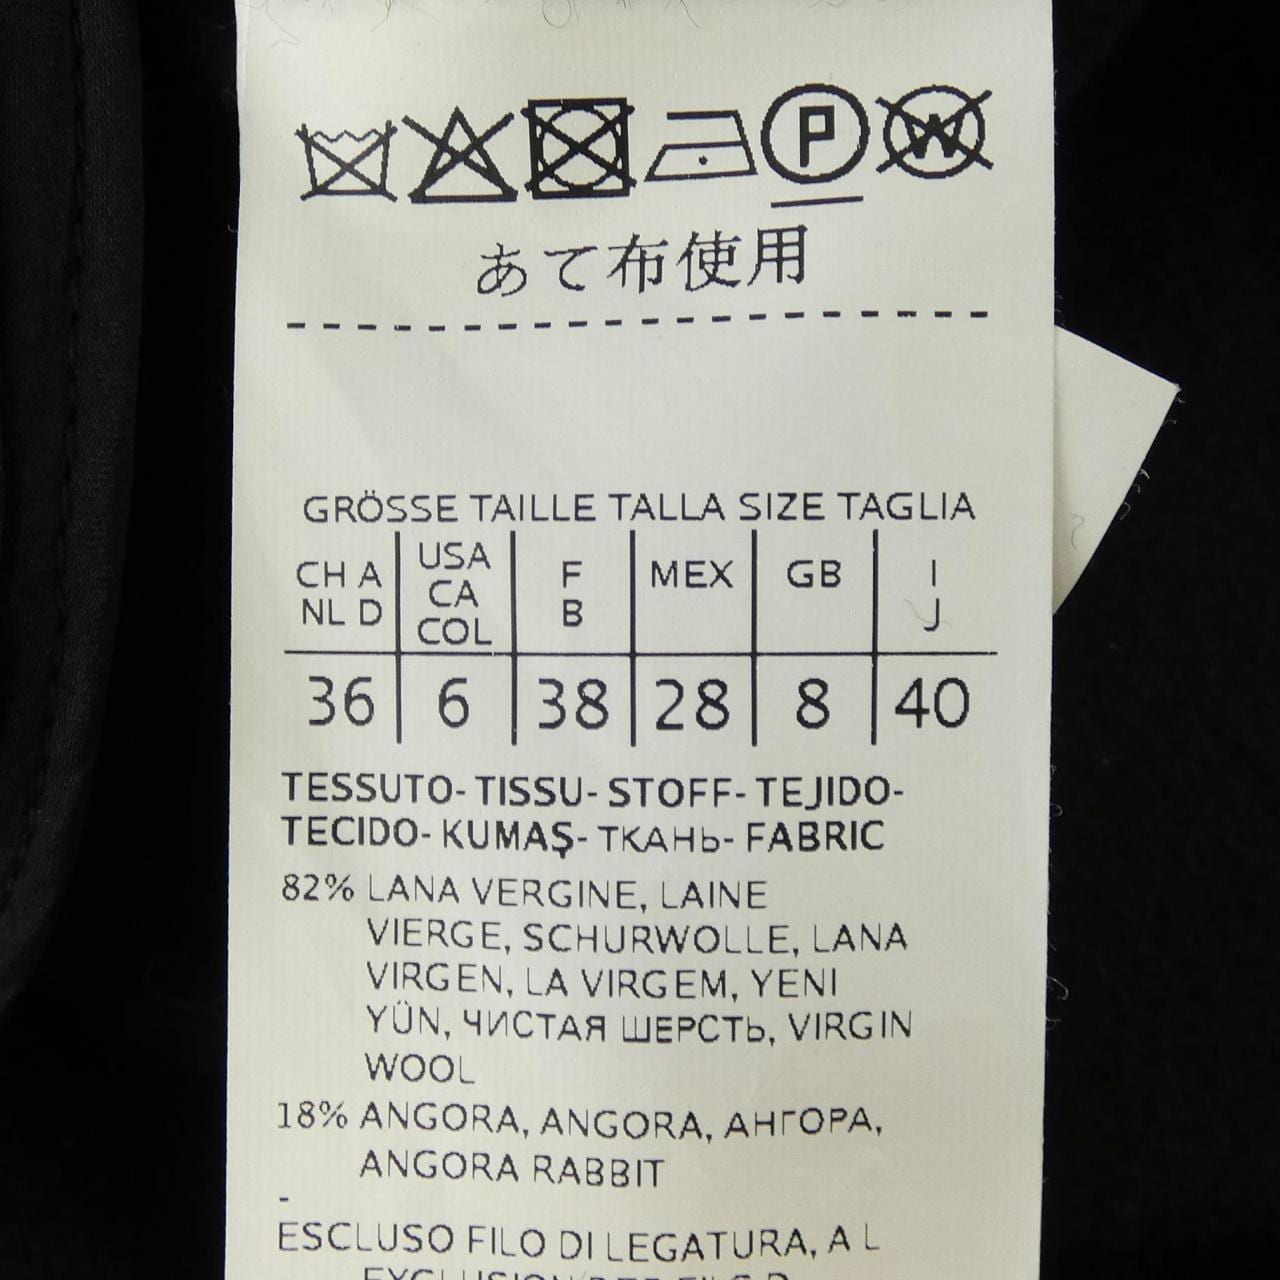 P W
あて布使用
GRÖSSE TAILLE TALLA SIZE TAGLIA
CH A NL D USA CA COL F B MEX GB I J
36 6 38 28 8 40
TESSUTO- TISSU- STOFF- TEJIDO-
TECIDO- KUMAŞ- ТКАНЬ- FABRIC
82% LANA VERGINE, LAINE
VIERGE, SCHURWOLLE, LANA
VIRGEN, LA VIRGEM, YENI
YÜN, ЧИСТАЯ ШЕРСТЬ, VIRGIN
WOOL
18% ANGORA, ANGORA, АНГОРА,
ANGORA RABBIT
-
ESCLUSO FILO DI LEGATURA, A L